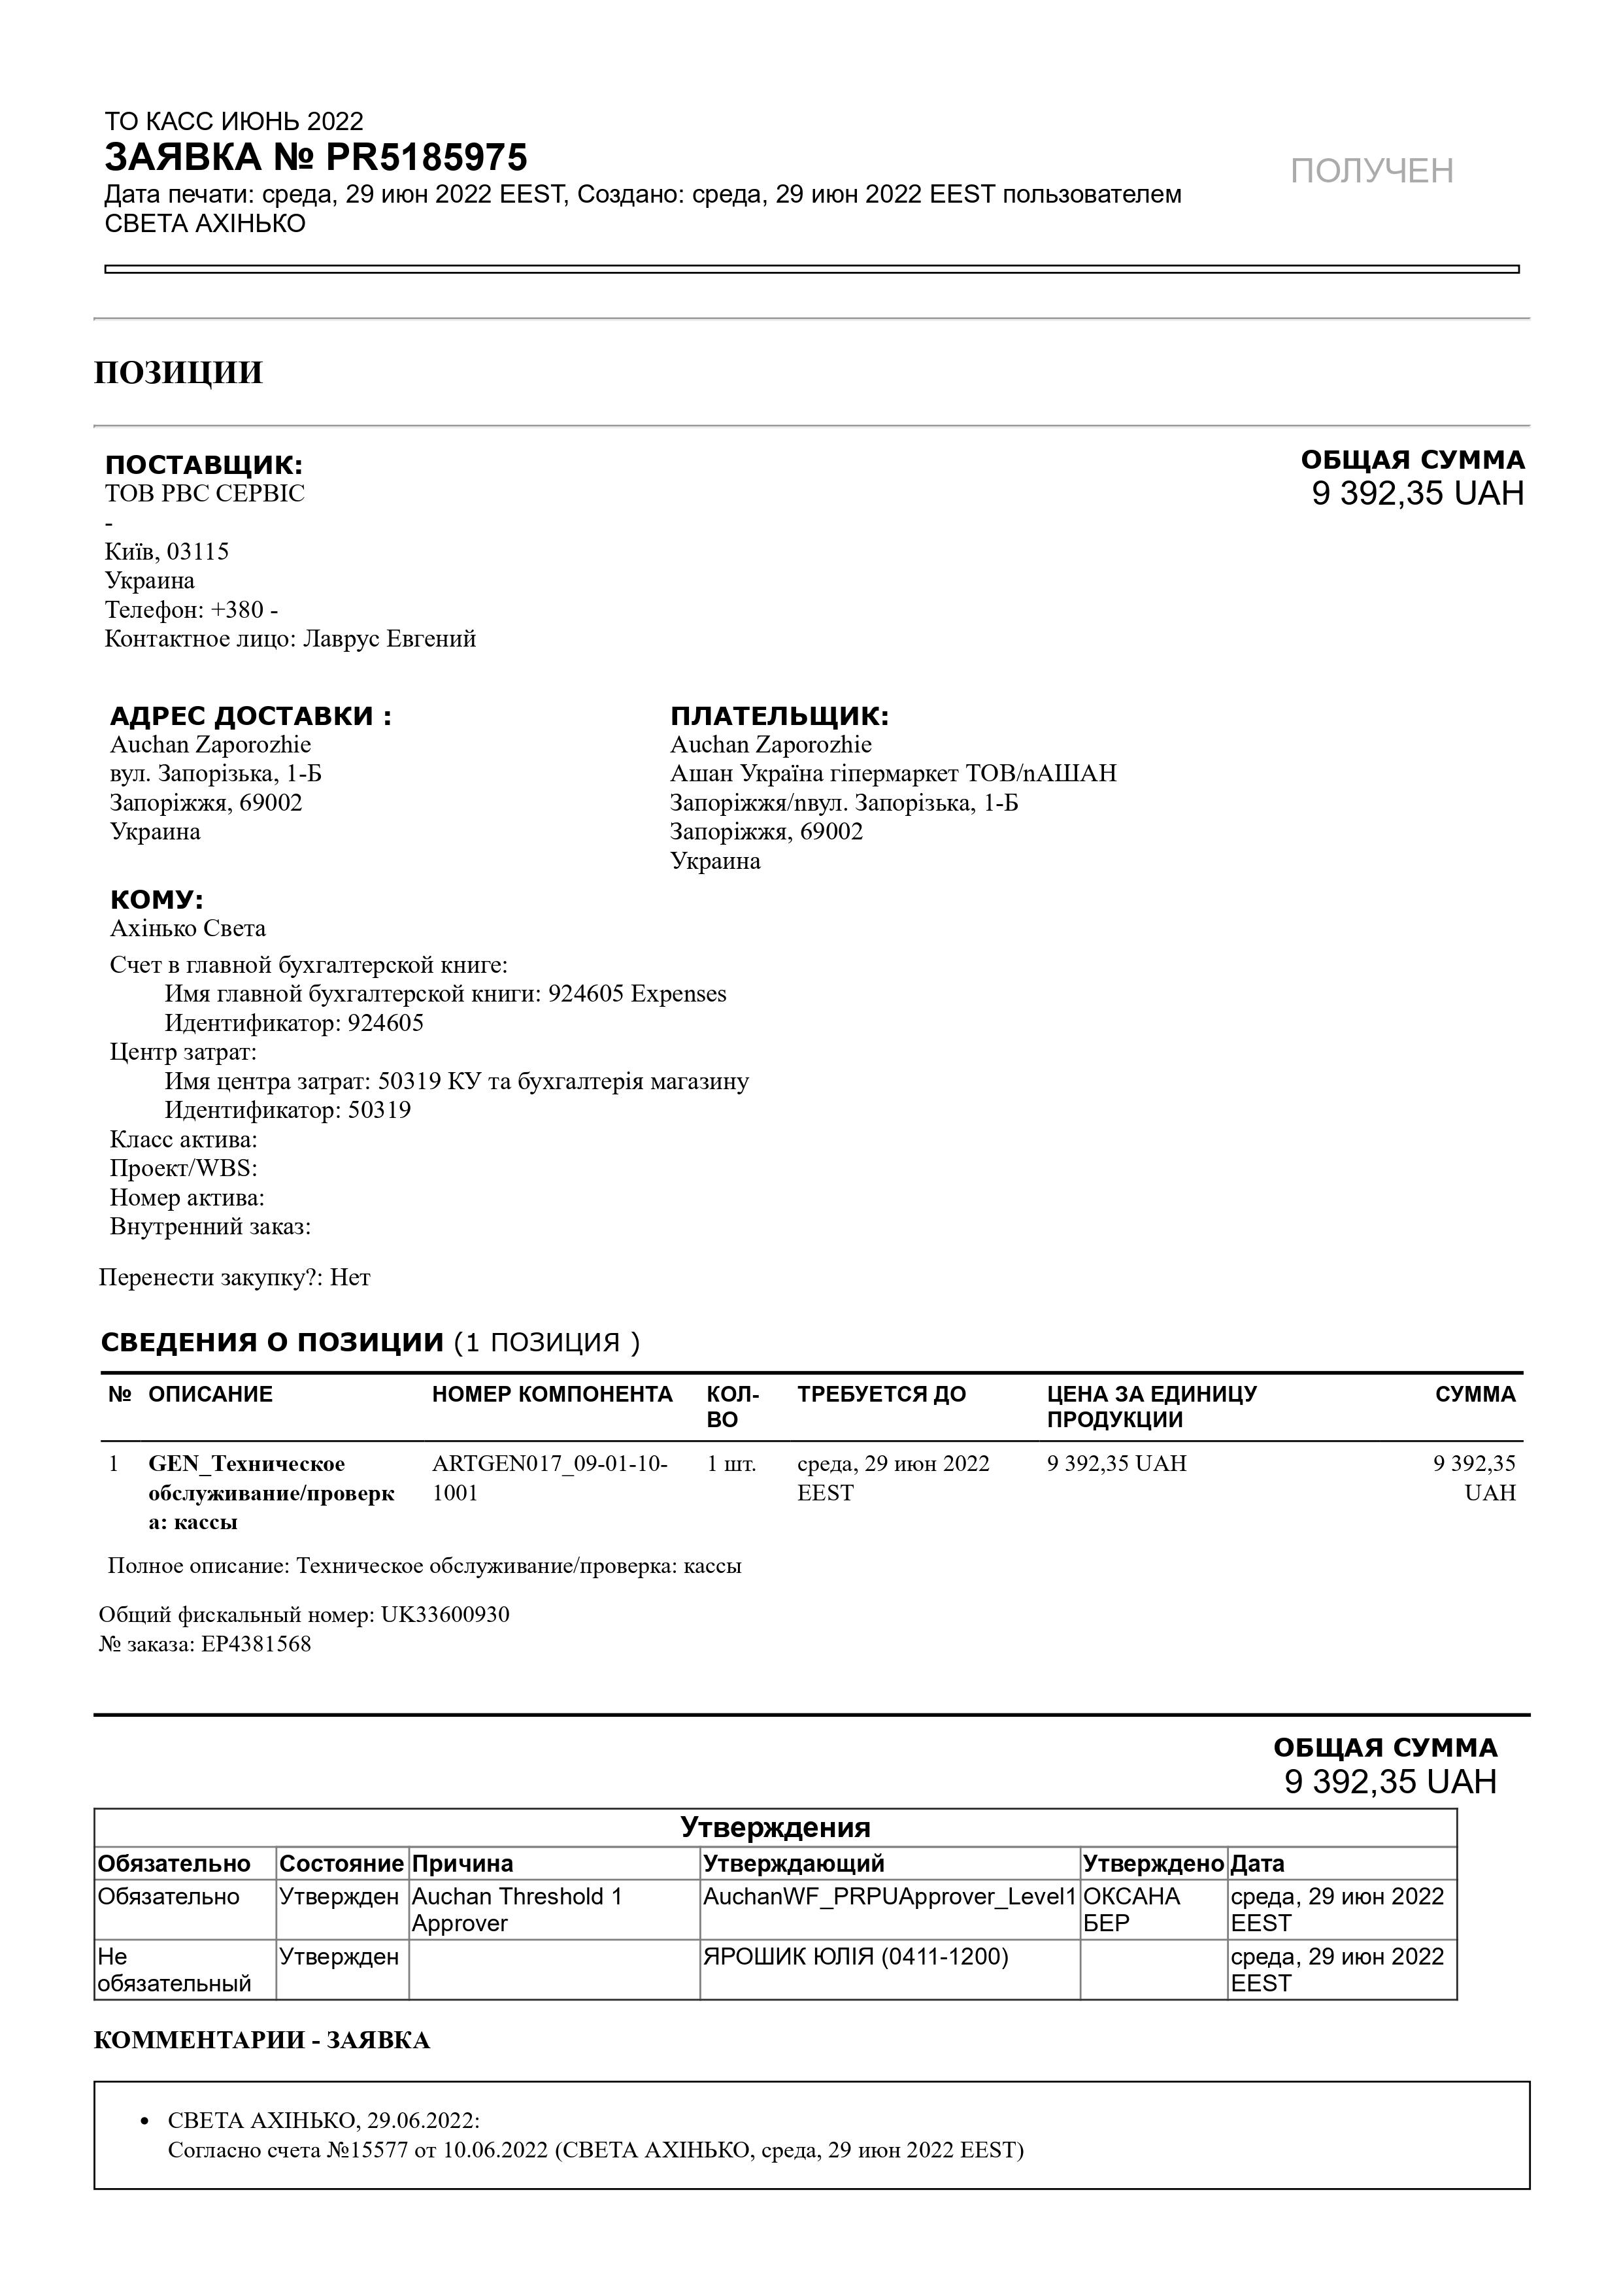 ТО КАСС ИЮНЬ 2022
ЗАЯВКА № PR5185975
ПОЛУЧЕН
Дата печати: среда, 29 июн 2022 EEST, Создано: среда, 29 июн 2022 EEST пользователем
СВЕТА АХІНЬКО
ПОЗИЦИИ
ПОСТАВЩИК:
ТОВ РВС СЕРВІС
-
Київ, 03115
Украина
Телефон: +380 -
Контактное лицо: Лаврус Евгений
ОБЩАЯ СУММА
9 392,35 UAH
АДРЕС ДОСТАВКИ :
Auchan Zaporozhie
вул. Запорізька, 1-Б
Запоріжжя, 69002
Украина
ПЛАТЕЛЬЩИК:
Auchan Zaporozhie
Ашан Україна гіпермаркет ТОВ/nАШАН
Запоріжжя/nвул. Запорізька, 1-Б
Запоріжжя, 69002
Украина
КОМУ:
Ахінько Света
Счет в главной бухгалтерской книге:
Имя главной бухгалтерской книги: 924605 Expenses
Идентификатор: 924605
Центр затрат:
Имя центра затрат: 50319 КУ та бухгалтерія магазину
Идентификатор: 50319
Класс актива:
Проект/WBS:
Номер актива:
Внутренний заказ:
Перенести закупку?: Нет
СВЕДЕНИЯ О ПОЗИЦИИ (1 ПОЗИЦИЯ )
№ ОПИСАНИЕ НОМЕР КОМПОНЕНТА КОЛ- ТРЕБУЕТСЯ ДО ЦЕНА ЗА ЕДИНИЦУ СУММА
ВО ПРОДУКЦИИ
1 GEN_Техническое ARTGEN017_09-01-10- 1 шт. среда, 29 июн 2022 9 392,35 UAH 9 392,35
обслуживание/проверк 1001 EEST UAH
а: кассы
Полное описание: Техническое обслуживание/проверка: кассы
Общий фискальный номер: UK33600930
№ заказа: EP4381568
ОБЩАЯ СУММА
9 392,35 UAH
Утверждения
Обязательно Состояние Причина Утверждающий Утверждено Дата
Обязательно Утвержден Auchan Threshold 1 AuchanWF_PRPUApprover_Level1 ОКСАНА среда, 29 июн 2022
Approver БЕР EEST
Не Утвержден ЯРОШИК ЮЛІЯ (0411-1200) среда, 29 июн 2022
обязательный EEST
КОММЕНТАРИИ - ЗАЯВКА
• СВЕТА АХІНЬКО, 29.06.2022:
Согласно счета №15577 от 10.06.2022 (СВЕТА АХІНЬКО, среда, 29 июн 2022 EEST)